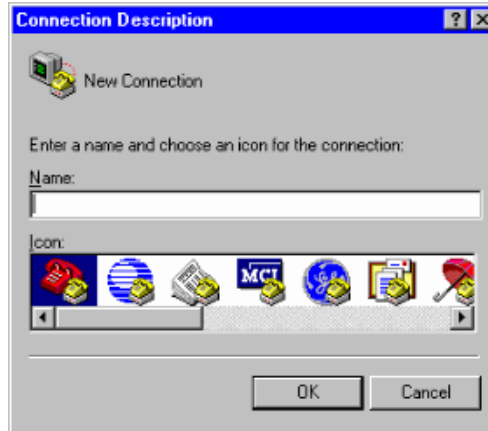 Connection Description
New Connection
Enter a name and choose an icon for the connection:
Name:
Icon:
MCI
OK
Cancel